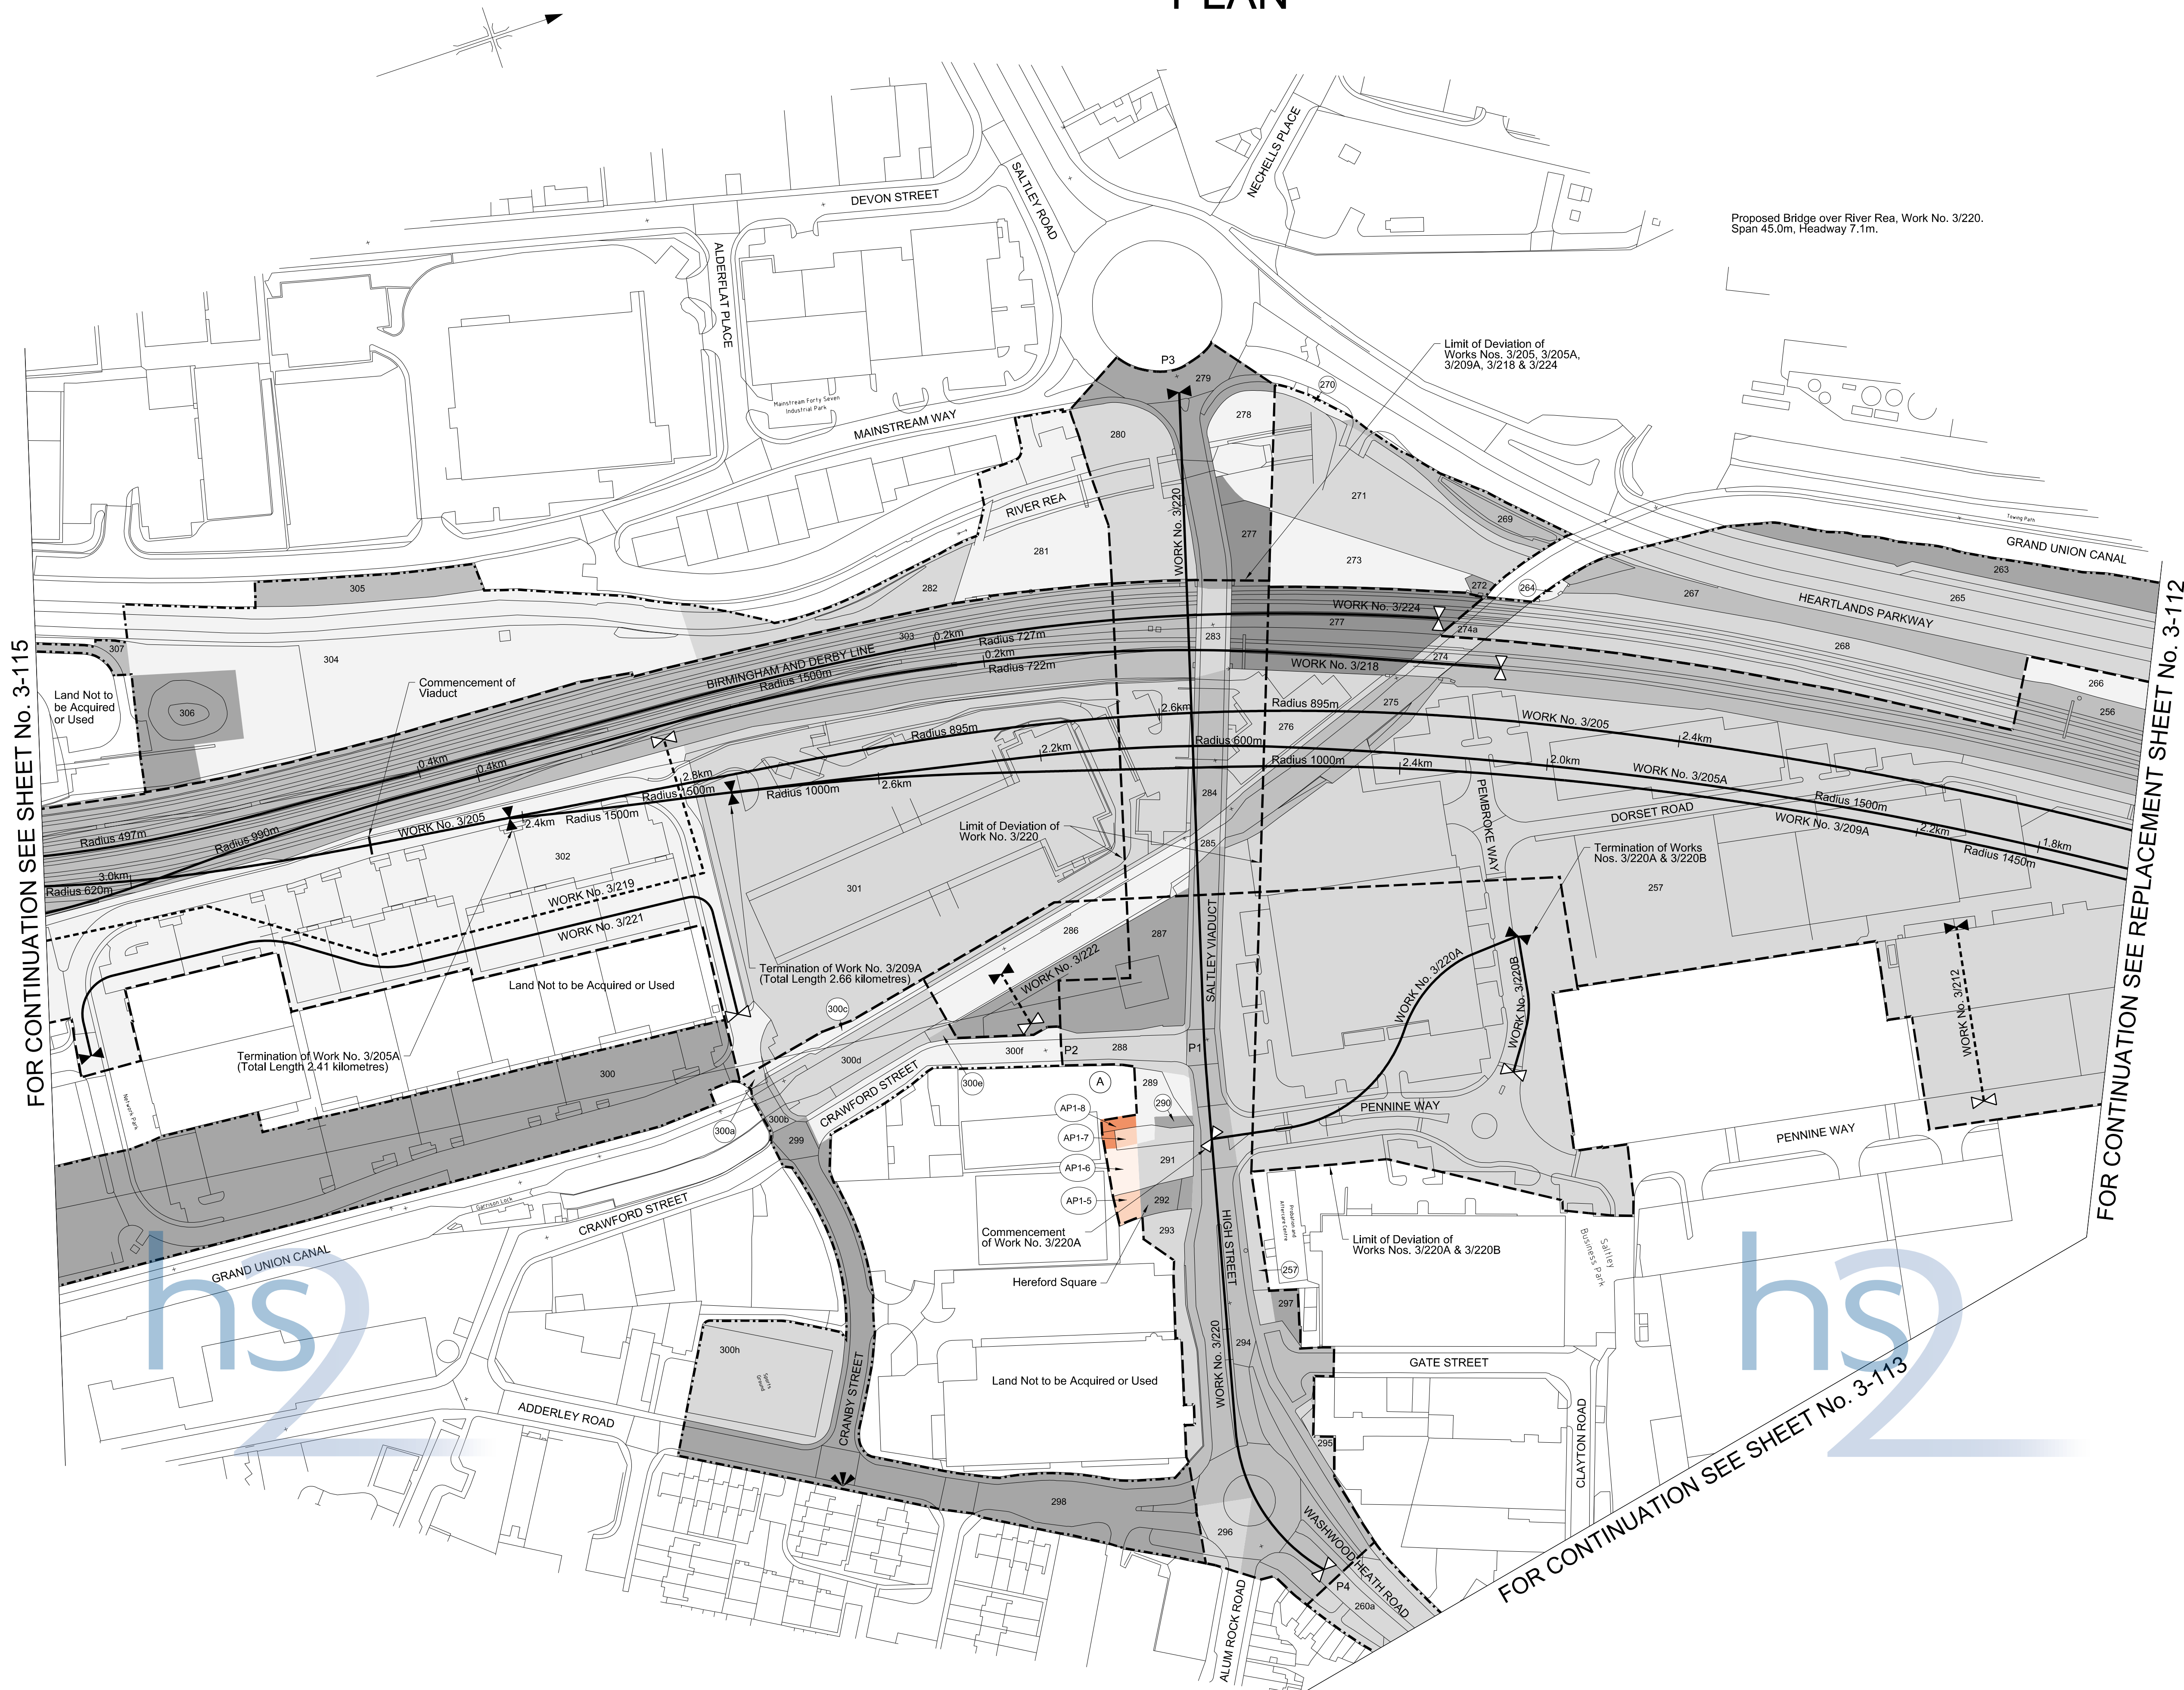 PLAN
NECHELLS PLACE
SALTLEY ROAD
DEVON STREET
Proposed Bridge over River Rea, Work No. 3/220.
Span 45.0m, Headway 7.1m.
ALDERFLAT PLACE
Limit of Deviation of
Works Nos. 3/205, 3/205A,
3/209A, 3/218 & 3/224
P3
279
270
Mainstream Forty Seven
Industrial Park
MAINSTREAM WAY
278
280
RIVER REA
WORK No. 3/220
271
269
Towing Path
GRAND UNION CANAL
277
281
273
263
272
264
282
305
267
265
HEARTLANDS PARKWAY
WORK No. 3/224
277
274a
303
0.2km
Radius 727m
283
268
307
304
BIRMINGHAM AND DERBY LINE
0.2km
Radius 722m
274
WORK No. 3/218
Radius 1500m
Commencement of
Viaduct
Land Not to
be Acquired
or Used
306
266
256
275
Radius 895m
2.6km
276
WORK No. 3/205
Radius 895m
2.4km
Radius 600m
2.2km
0.4km
0.4km
Radius 1000m
2.4km
2.0km
WORK No. 3/205A
2.8km
2.6km
Radius 1500m
Radius 1000m
284
Radius 1500m
PEMBROKE WAY
DORSET ROAD
WORK No. 3/209A
2.2km
1.8km
Radius 1450m
Radius 497m
Radius 990m
WORK No. 3/205
2.4km
Radius 1500m
Limit of Deviation of
Work No. 3/220
285
Termination of Works
Nos. 3/220A & 3/220B
302
3.0km
Radius 620m
WORK No. 3/219
301
257
WORK No. 3/221
286
287
SALTLEY VIADUCT
WORK No. 3/222
WORK No. 3/220A
WORK No. 3/220B
WORK No. 3/212
Termination of Work No. 3/209A
(Total Length 2.66 kilometres)
Land Not to be Acquired or Used
300c
Termination of Work No. 3/205A
(Total Length 2.41 kilometres)
300
300d
300f
P2
288
P1
300e
A
289
290
CRAWFORD STREET
AP1-8
AP1-7
AP1-6
AP1-5
PENNINE WAY
PENNINE WAY
Network Park
300a
300b
299
291
292
293
Garrison Lock
CRAWFORD STREET
GRAND UNION CANAL
Commencement
of Work No. 3/220A
HIGH STREET
Probation and
Aftercare Centre
Limit of Deviation of
Works Nos. 3/220A & 3/220B
Saltley
Business Park
Hereford Square
257
297
hs2
hs2
300h
Sports
Ground
CRANBY STREET
WORK No. 3/220
294
GATE STREET
Land Not to be Acquired or Used
ADDERLEY ROAD
295
CLAYTON ROAD
298
296
WASHWOOD HEATH ROAD
P4
260a
ALUM ROCK ROAD
FOR CONTINUATION SEE SHEET No. 3-115
FOR CONTINUATION SEE REPLACEMENT SHEET No. 3-112
FOR CONTINUATION SEE SHEET No. 3-113